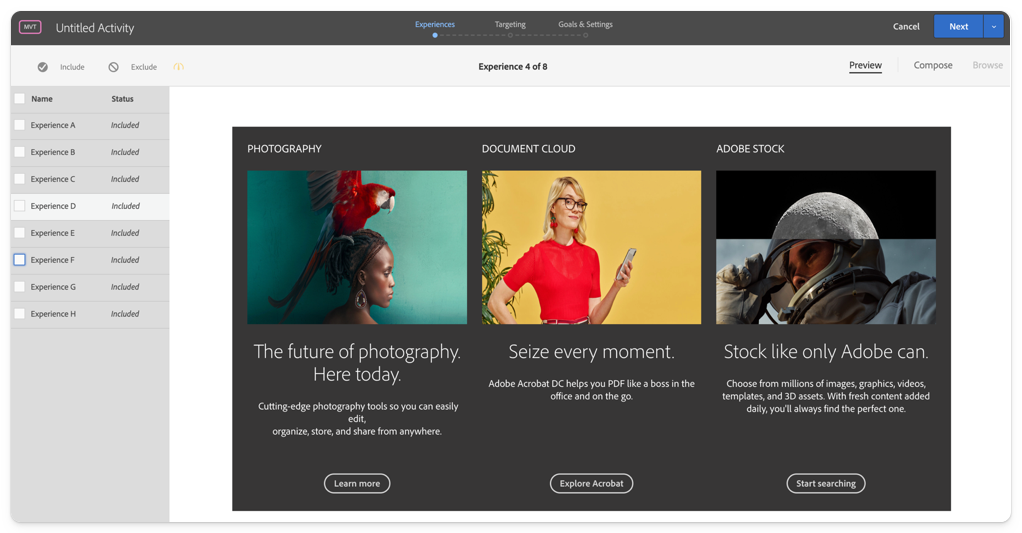 MVT
Untitled Activity
Experiences
Targeting
Goals & Settings
Cancel
Next
Include
Exclude
Experience 4 of 8
Preview
Compose
Browse
Name Status
Experience A Included
Experience B Included
Experience C Included
Experience D Included
Experience E Included
Experience F Included
Experience G Included
Experience H Included
PHOTOGRAPHY
The future of photography.
Here today.
Cutting-edge photography tools so you can easily
edit,
organize, store, and share from anywhere.
Learn more
DOCUMENT CLOUD
Seize every moment.
Adobe Acrobat DC helps you PDF like a boss in the
office and on the go.
Explore Acrobat
ADOBE STOCK
Stock like only Adobe can.
Choose from millions of images, graphics, videos,
templates, and 3D assets. With fresh content added
daily, you'll always find the perfect one.
Start searching